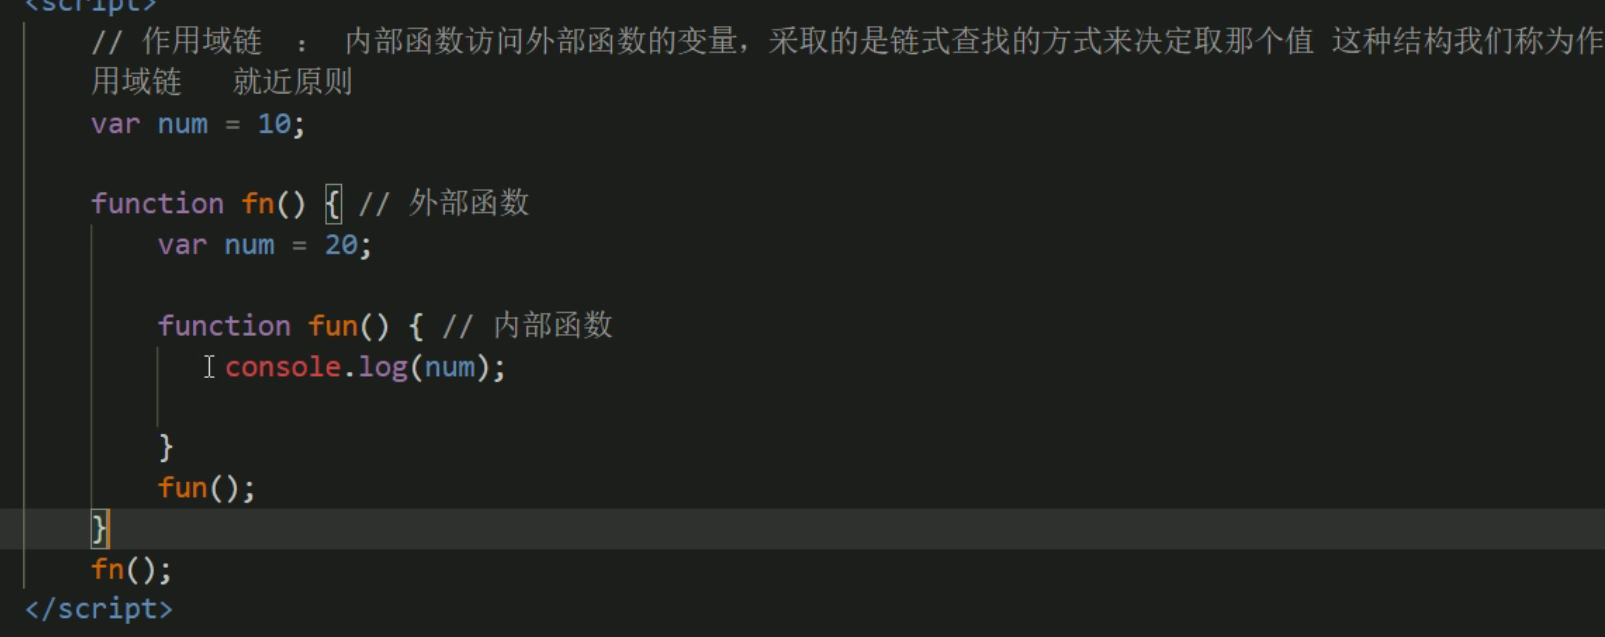 <script>
// 作用域链 ： 内部函数访问外部函数的变量，采取的是链式查找的方式来决定取那个值 这种结构我们称为作
用域链 就近原则
var num = 10;
function fn() { // 外部函数
var num = 20;
function fun() { // 内部函数
console.log(num);
}
fun();
}
fn();
</script>